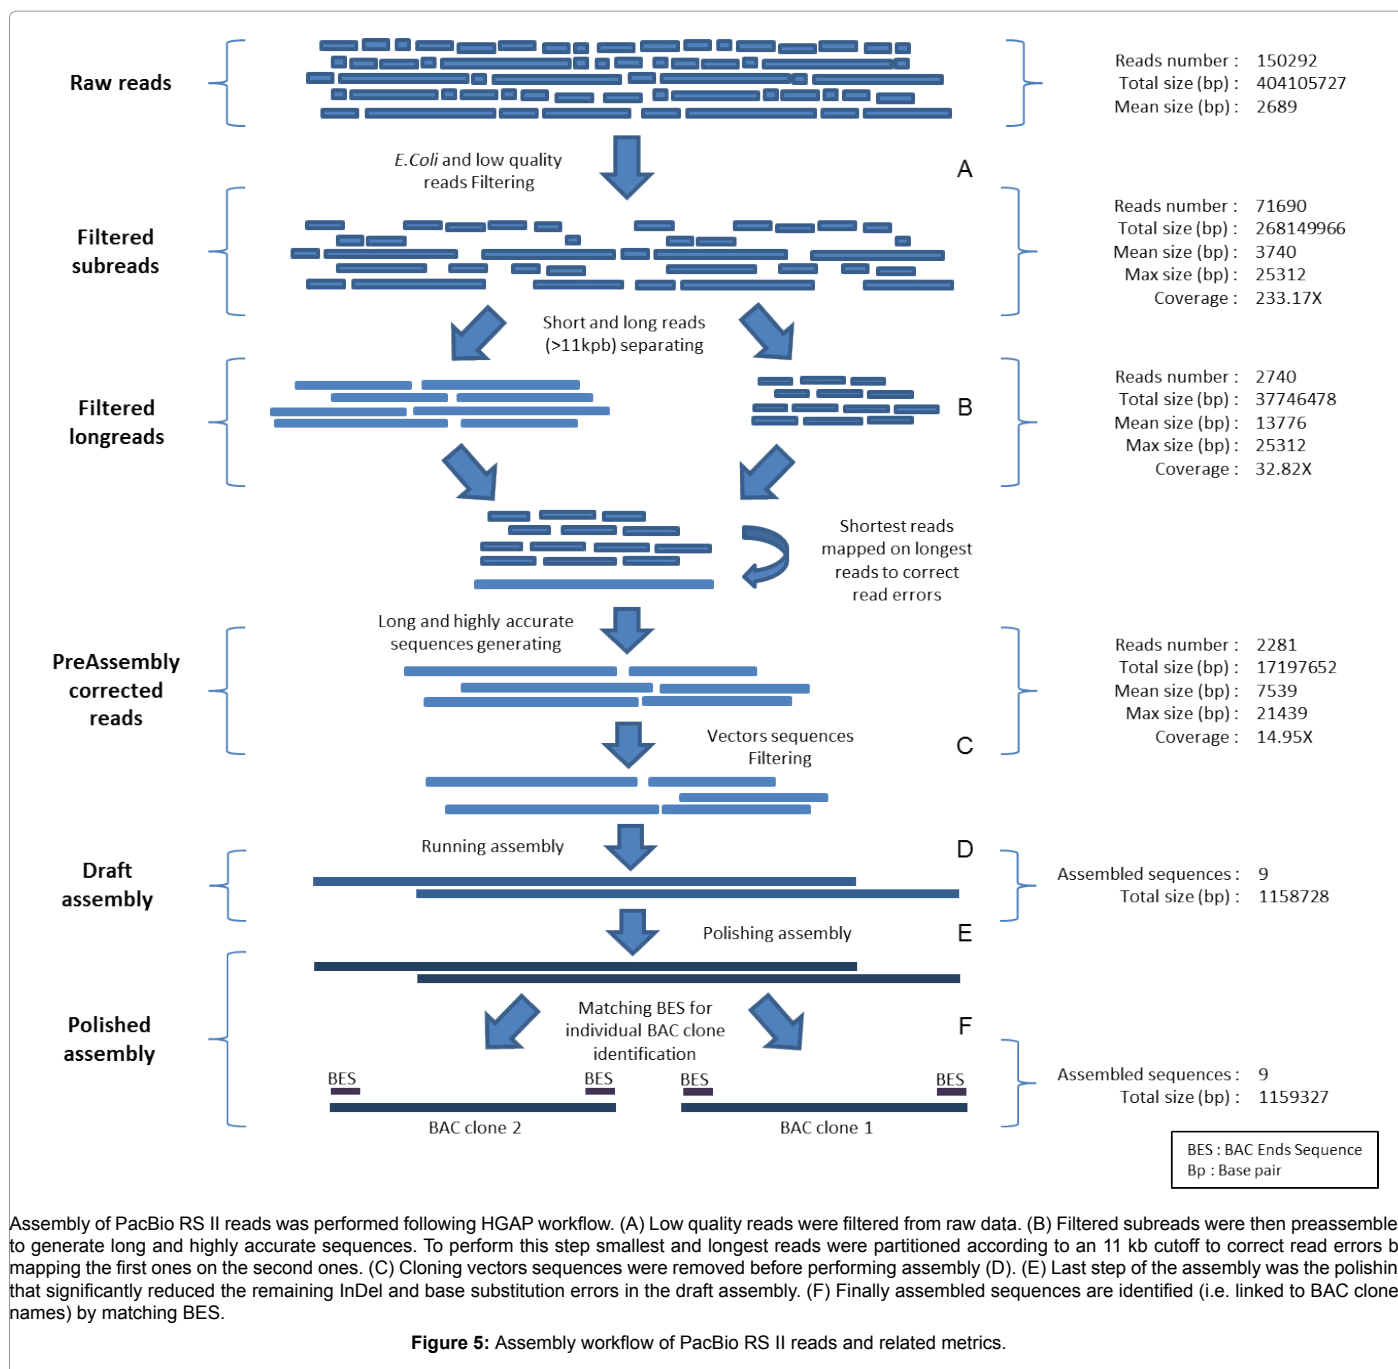 Raw reads
Reads number : 150292
Total size (bp) : 404105727
Mean size (bp) : 2689
E.Coli and low quality
reads Filtering
A
Filtered
subreads
Reads number : 71690
Total size (bp) : 268149966
Mean size (bp) : 3740
Max size (bp) : 25312
Coverage : 233.17X
Short and long reads
(>11kpb) separating
Filtered
longreads
B
Reads number : 2740
Total size (bp) : 37746478
Mean size (bp) : 13776
Max size (bp) : 25312
Coverage : 32.82X
Shortest reads
mapped on longest
reads to correct
read errors
Long and highly accurate
sequences generating
PreAssembly
corrected
reads
Reads number : 2281
Total size (bp) : 17197652
Mean size (bp) : 7539
Max size (bp) : 21439
Coverage : 14.95X
Vectors sequences
Filtering
C
Running assembly
D
Draft
assembly
Assembled sequences : 9
Total size (bp) : 1158728
Polishing assembly
E
Polished
assembly
Matching BES for
individual BAC clone
identification
F
BES BES BES BES
BAC clone 2 BAC clone 1
Assembled sequences : 9
Total size (bp) : 1159327
BES : BAC Ends Sequence
Bp : Base pair
Assembly of PacBio RS II reads was performed following HGAP workflow. (A) Low quality reads were filtered from raw data. (B) Filtered subreads were then preassemble
to generate long and highly accurate sequences. To perform this step smallest and longest reads were partitioned according to an 11 kb cutoff to correct read errors b
mapping the first ones on the second ones. (C) Cloning vectors sequences were removed before performing assembly (D). (E) Last step of the assembly was the polishin
that significantly reduced the remaining InDel and base substitution errors in the draft assembly. (F) Finally assembled sequences are identified (i.e. linked to BAC clone
names) by matching BES.
Figure 5: Assembly workflow of PacBio RS II reads and related metrics.